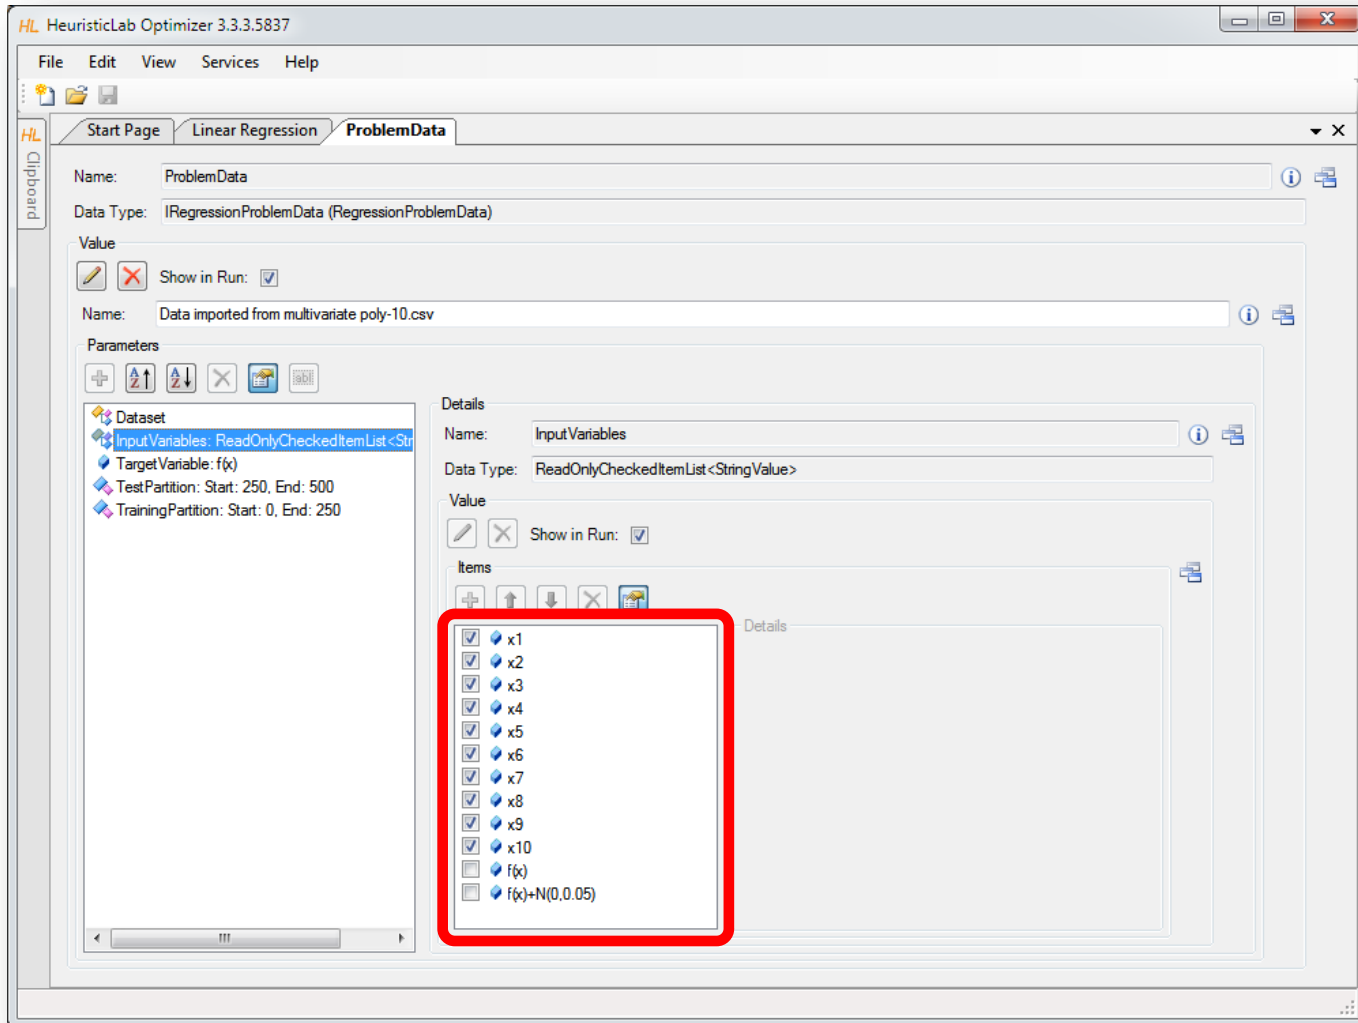 HL HeuristicLab Optimizer 3.3.3.5837
File Edit View Services Help
HL Clipboard
Start Page Linear Regression ProblemData
Name: ProblemData
Data Type: IRegressionProblemData (RegressionProblemData)
Value
Show in Run:
Name: Data imported from multivariate poly-10.csv
Parameters
Dataset
InputVariables: ReadOnlyCheckedItemList<Str
TargetVariable: f(x)
TestPartition: Start: 250, End: 500
TrainingPartition: Start: 0, End: 250
Details
Name: InputVariables
Data Type: ReadOnlyCheckedItemList<StringValue>
Value
Show in Run:
Items
Details
x1
x2
x3
x4
x5
x6
x7
x8
x9
x10
f(x)
f(x)+N(0,0.05)